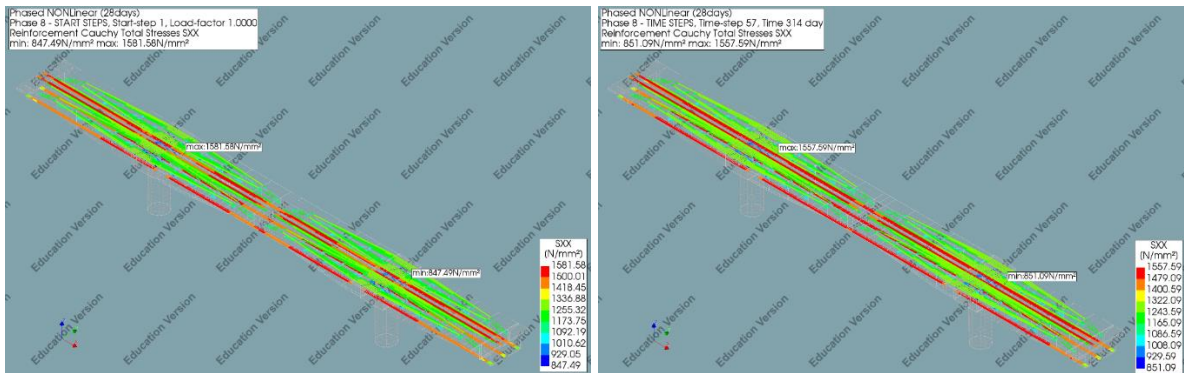 Phased NONLinear (28days)
Phase 8 - START STEPS, Start-step 1, Load-factor 1.0000
Reinforcement Cauchy Total Stresses SXX
min: 847.49N/mm² max: 1581.58N/mm²
Education Version
max:1581.58N/mm²
min:847.49N/mm²
SXX
(N/mm²)
1581.58
1500.01
1418.45
1336.88
1255.32
1173.75
1092.19
1010.62
929.05
847.49
Phased NONLinear (28days)
Phase 8 - TIME STEPS, Time-step 57, Time 314 day
Reinforcement Cauchy Total Stresses SXX
min: 851.09N/mm² max: 1557.59N/mm²
Education Version
max:1557.59N/mm²
min:851.09N/mm²
SXX
(N/mm²)
1557.59
1479.09
1400.59
1322.09
1243.59
1165.09
1086.59
1008.09
929.59
851.09